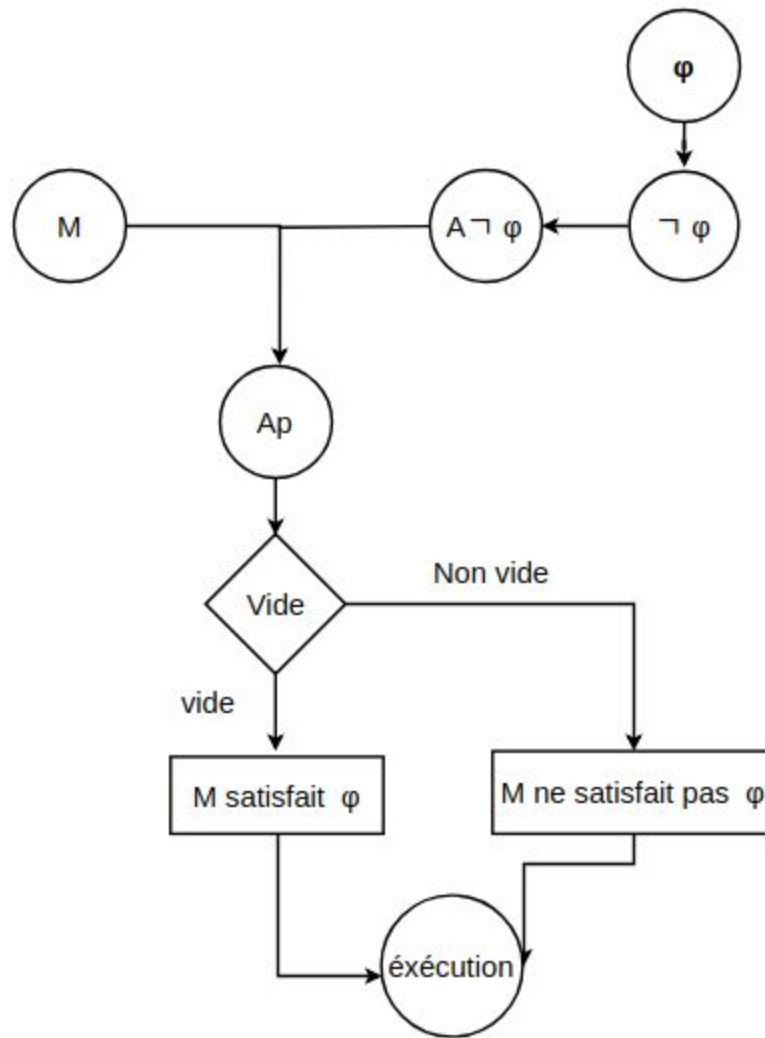 φ
M
A¬ φ
¬ φ
Ap
Non vide
Vide
vide
M satisfait φ
M ne satisfait pas φ
éxécution